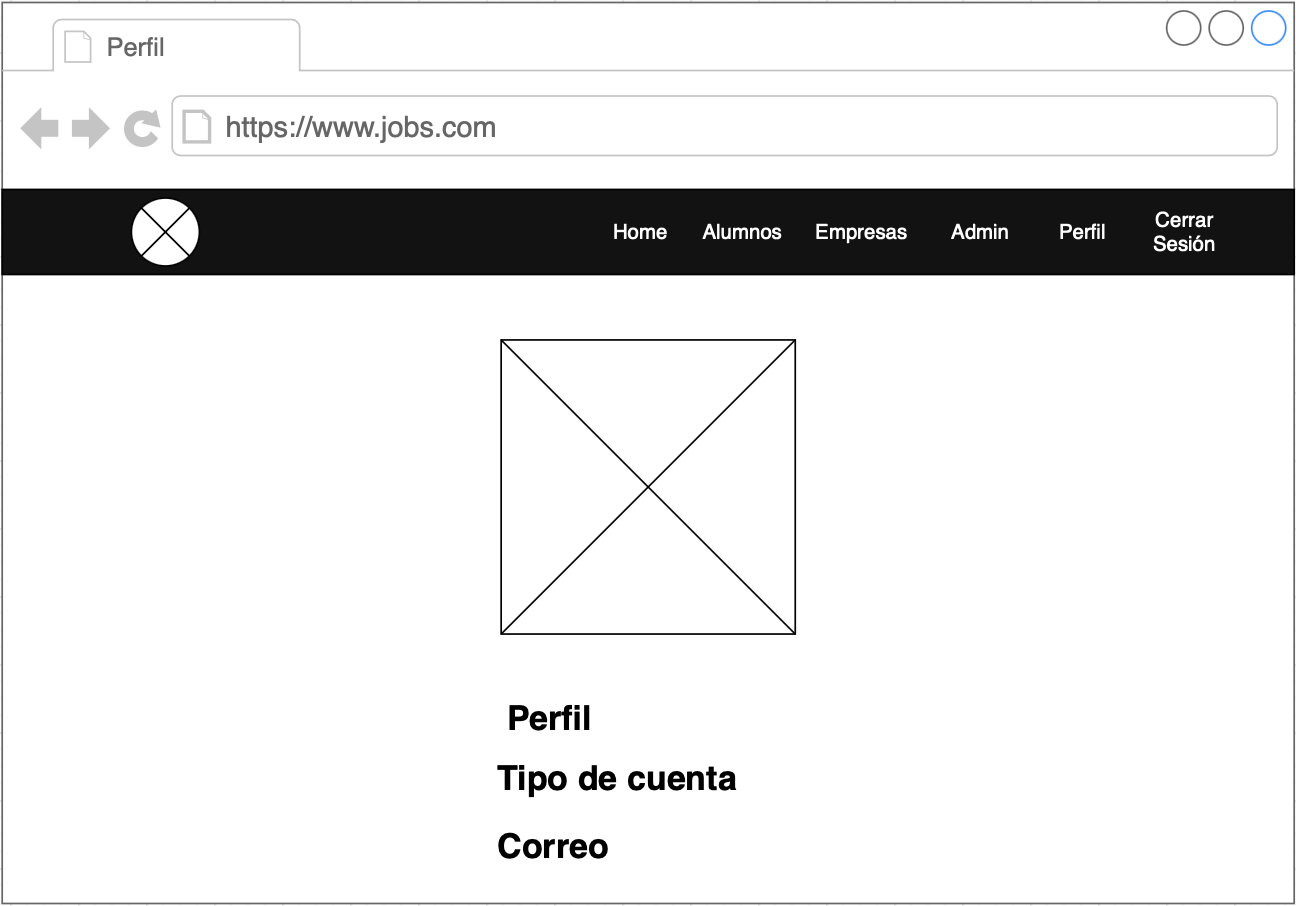 Perfil
https://www.jobs.com
Home Alumnos Empresas Admin Perfil Cerrar
Sesión
Perfil
Tipo de cuenta
Correo